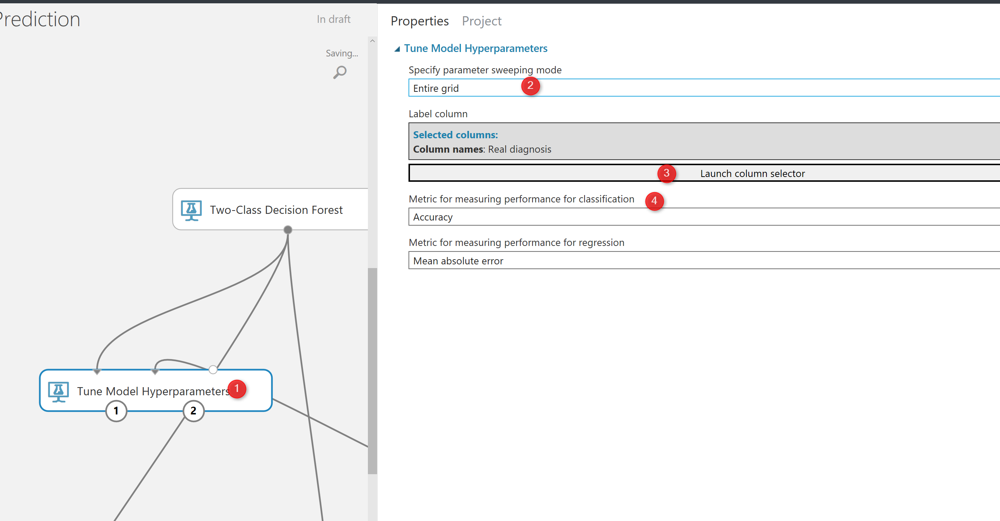 Prediction
In draft
Saving...
Two-Class Decision Forest
Tune Model Hyperparameters
1
1
2
Properties Project
Tune Model Hyperparameters
Specify parameter sweeping mode
Entire grid
2
Label column
Selected columns:
Column names: Real diagnosis
3
Launch column selector
Metric for measuring performance for classification
4
Accuracy
Metric for measuring performance for regression
Mean absolute error